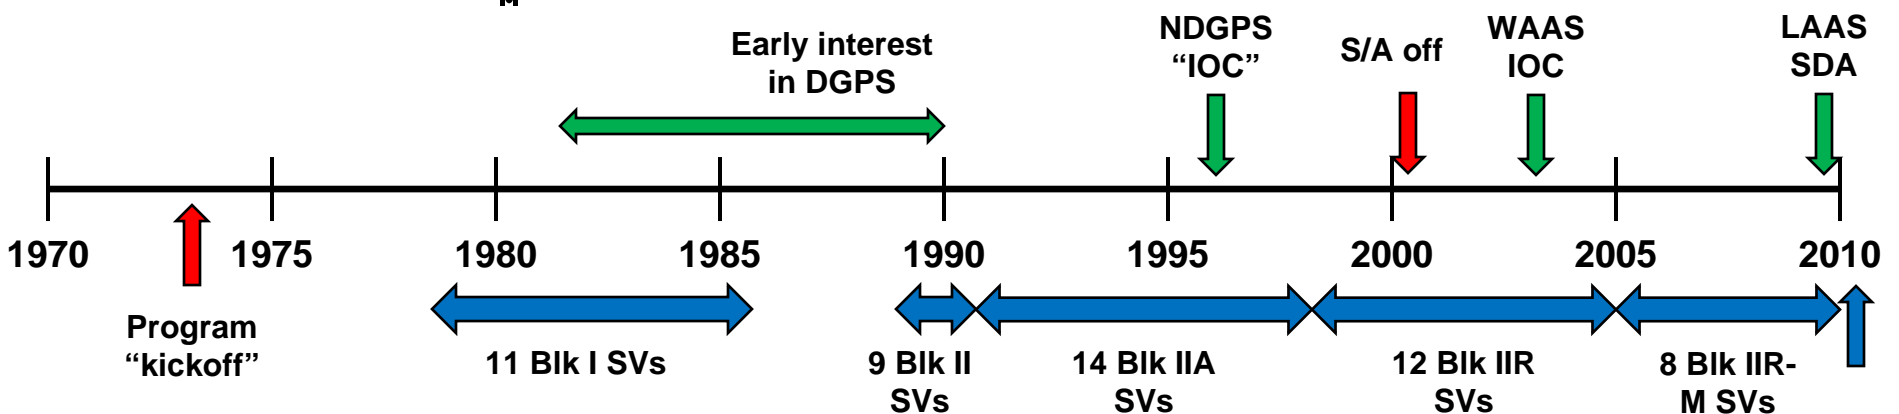 Early interest
in DGPS
NDGPS
“IOC”
S/A off
WAAS
IOC
LAAS
SDA
1970
1975
1980
1985
1990
1995
2000
2005
2010
Program
“kickoff”
11 Blk I SVs
9 Blk II
SVs
14 Blk IIA
SVs
12 Blk IIR
SVs
8 Blk IIR-
M SVs